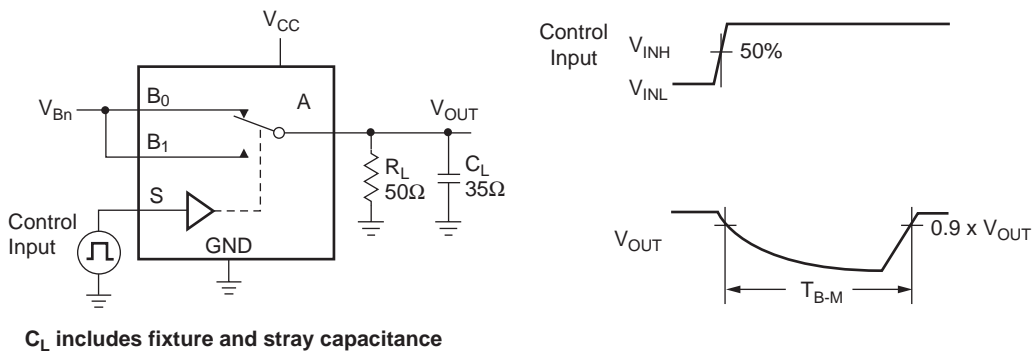 V_CC
V_Bn
B_0
A
V_OUT
B_1
R_L
50Ω
C_L
35Ω
S
Control
Input
GND
C_L includes fixture and stray capacitance
Control
Input
V_INH
50%
V_INL
V_OUT
0.9 x V_OUT
T_B-M